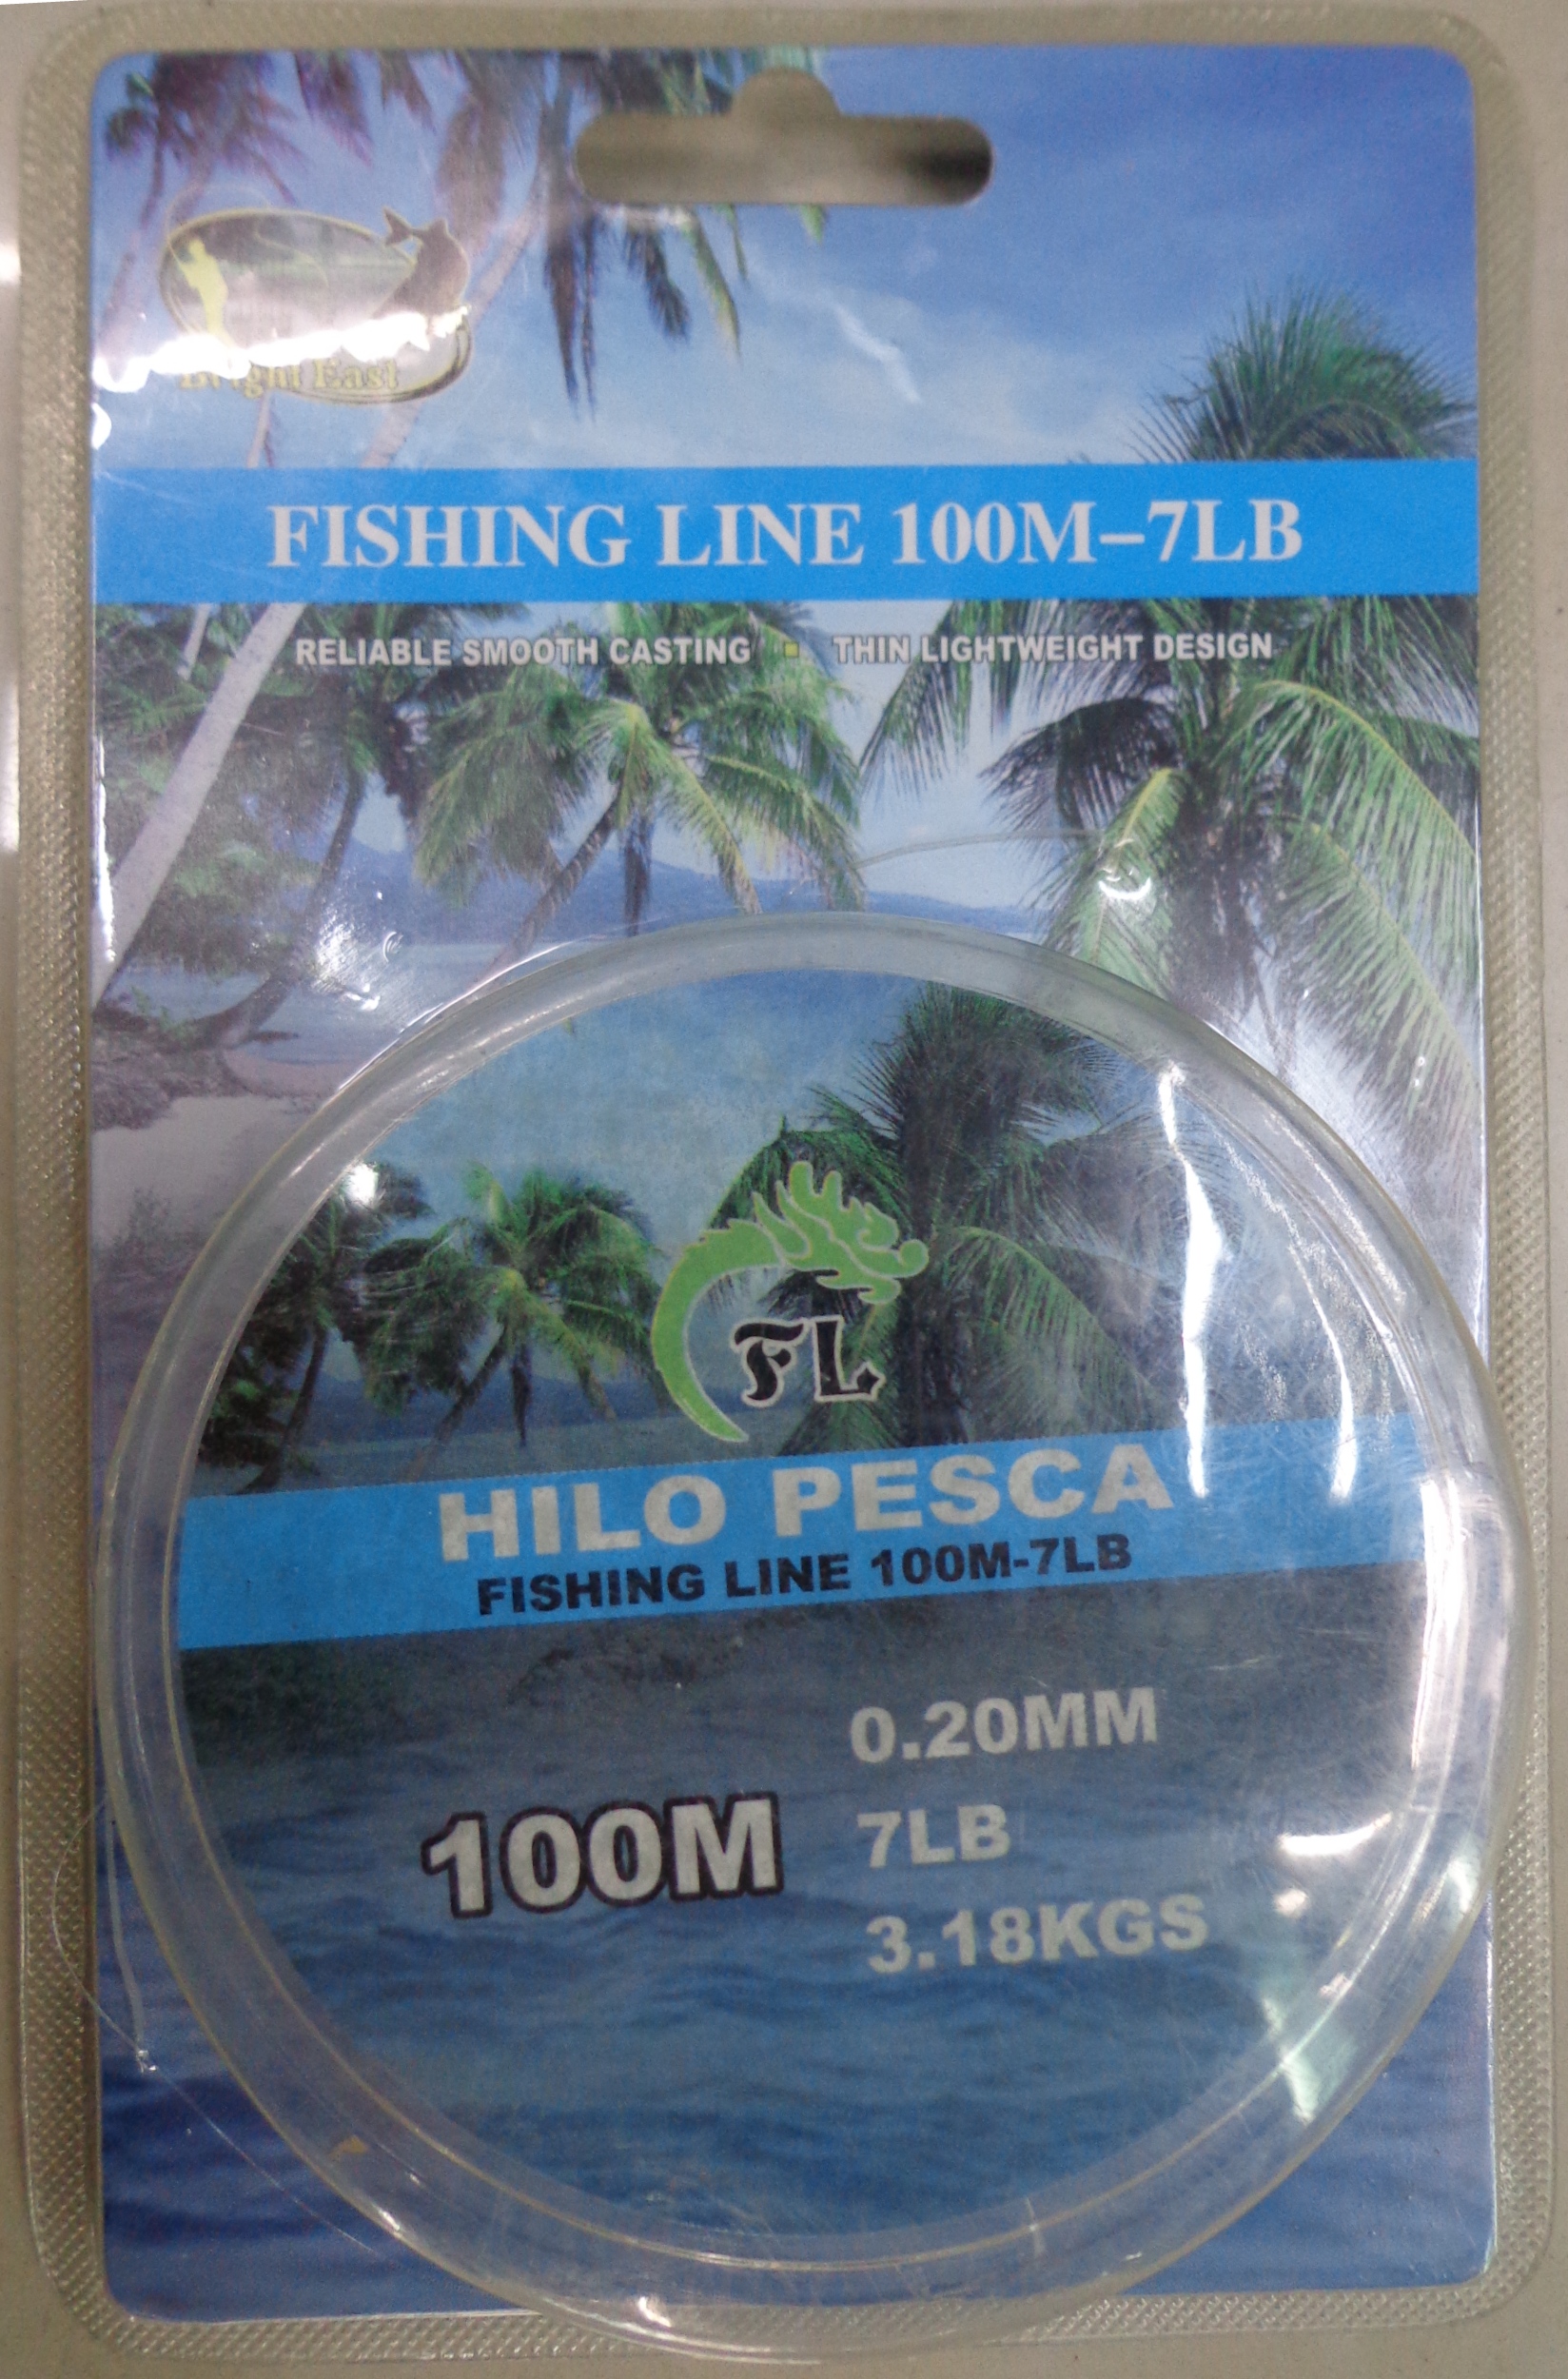 Bright East
FISHING LINE 100M–7LB
RELIABLE SMOOTH CASTING ▪ THIN LIGHTWEIGHT DESIGN
FL
HILO PESCA
FISHING LINE 100M-7LB
0.20MM
100M
7LB
3.18KGS